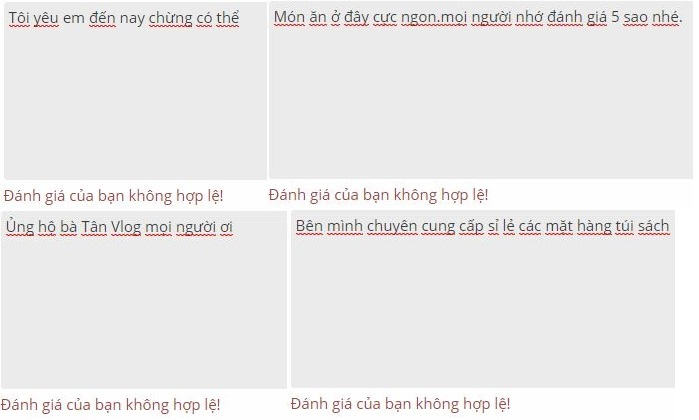 Tôi yêu em đến nay chừng có thể
Món ăn ở đây cực ngon.mọi người nhớ đánh giá 5 sao nhé.
Đánh giá của bạn không hợp lệ!
Đánh giá của bạn không hợp lệ!
Ủng hộ bà Tân Vlog mọi người ơi
Bên mình chuyên cung cấp sỉ lẻ các mặt hàng túi sách
Đánh giá của bạn không hợp lệ!
Đánh giá của bạn không hợp lệ!